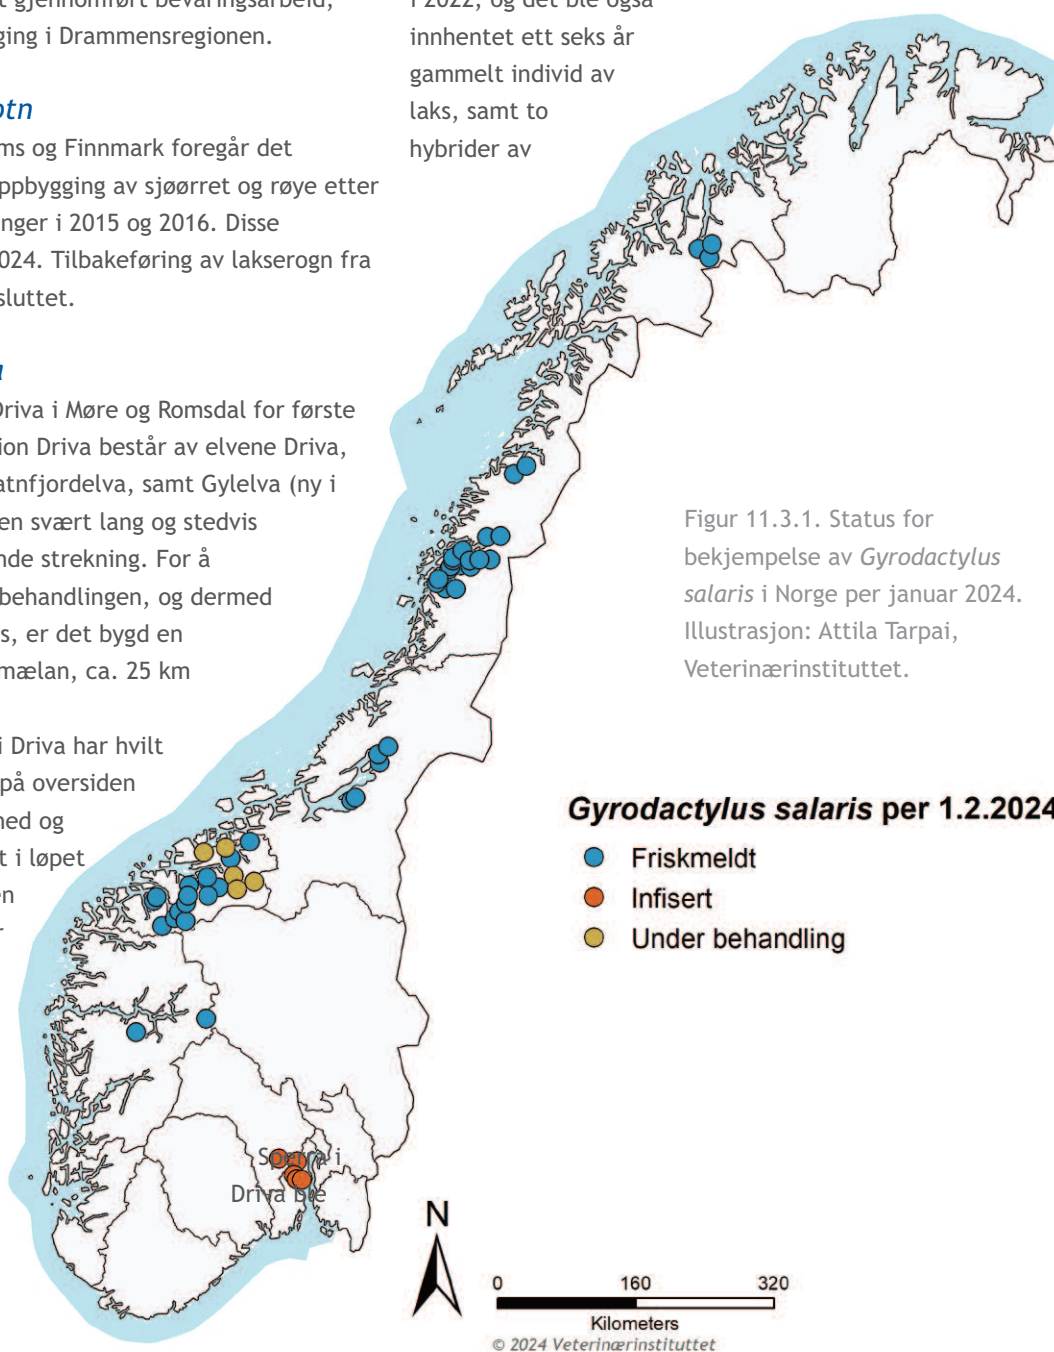 t gjennomført bevaringsarbeid,
ging i Drammensregionen.
otn
ms og Finnmark foregår det
ppbygging av sjøørret og røye etter
nger i 2015 og 2016. Disse
024. Tilbakeføring av lakserogn fra
sluttet.
Driva i Møre og Romsdal for første
ion Driva består av elvene Driva,
atnfjordelva, samt Gylelva (ny i
en svært lang og stedvis
nde strekning. For å
behandlingen, og dermed
s, er det bygd en
mælan, ca. 25 km
i Driva har hvilt
på oversiden
ned og
t i løpet
en
r
Sperra i
Driva ble
i 2022, og det ble også
innhentet ett seks år
gammelt individ av
laks, samt to
hybrider av
Figur 11.3.1. Status for
bekjempelse av Gyrodactylus
salaris i Norge per januar 2024.
Illustrasjon: Attila Tarpai,
Veterinærinstituttet.
Gyrodactylus salaris per 1.2.2024
Friskmeldt
Infisert
Under behandling
N
0 160 320
Kilometers
© 2024 Veterinærinstituttet